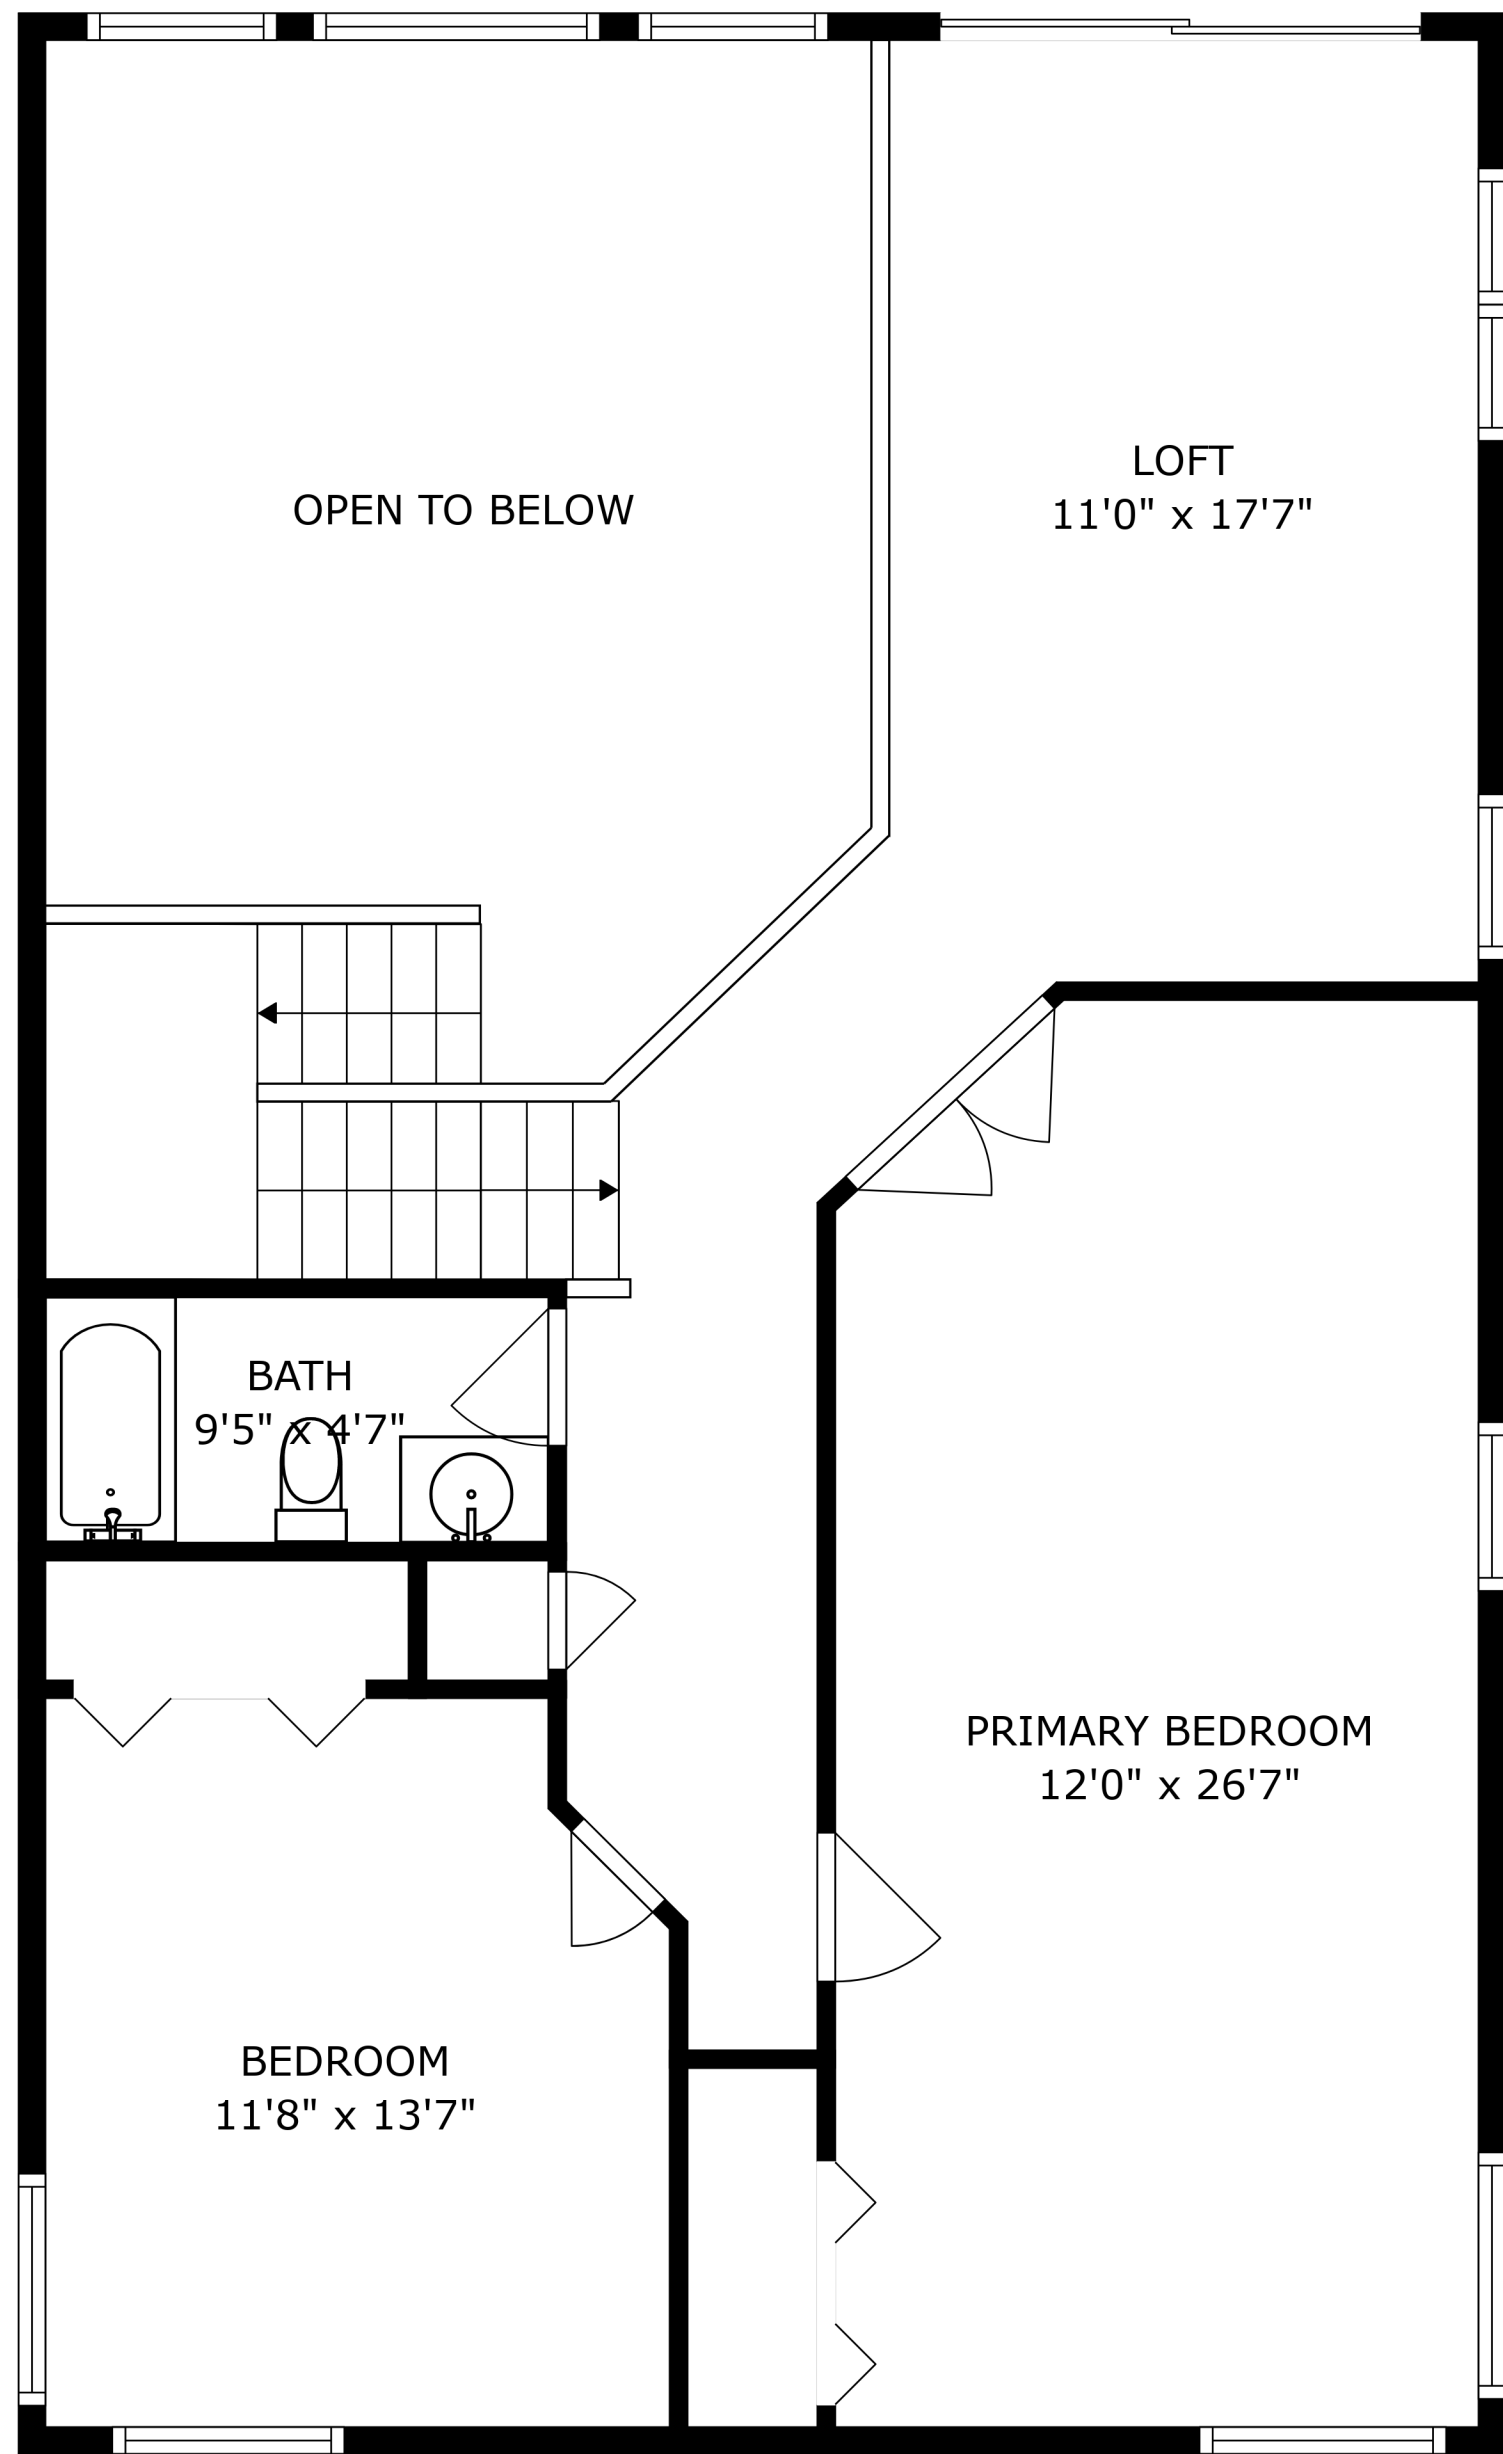 LOFT
11'0" x 17'7"
OPEN TO BELOW
BATH
9'5" x 4'7"
PRIMARY BEDROOM
12'0" x 26'7"
BEDROOM
11'8" x 13'7"